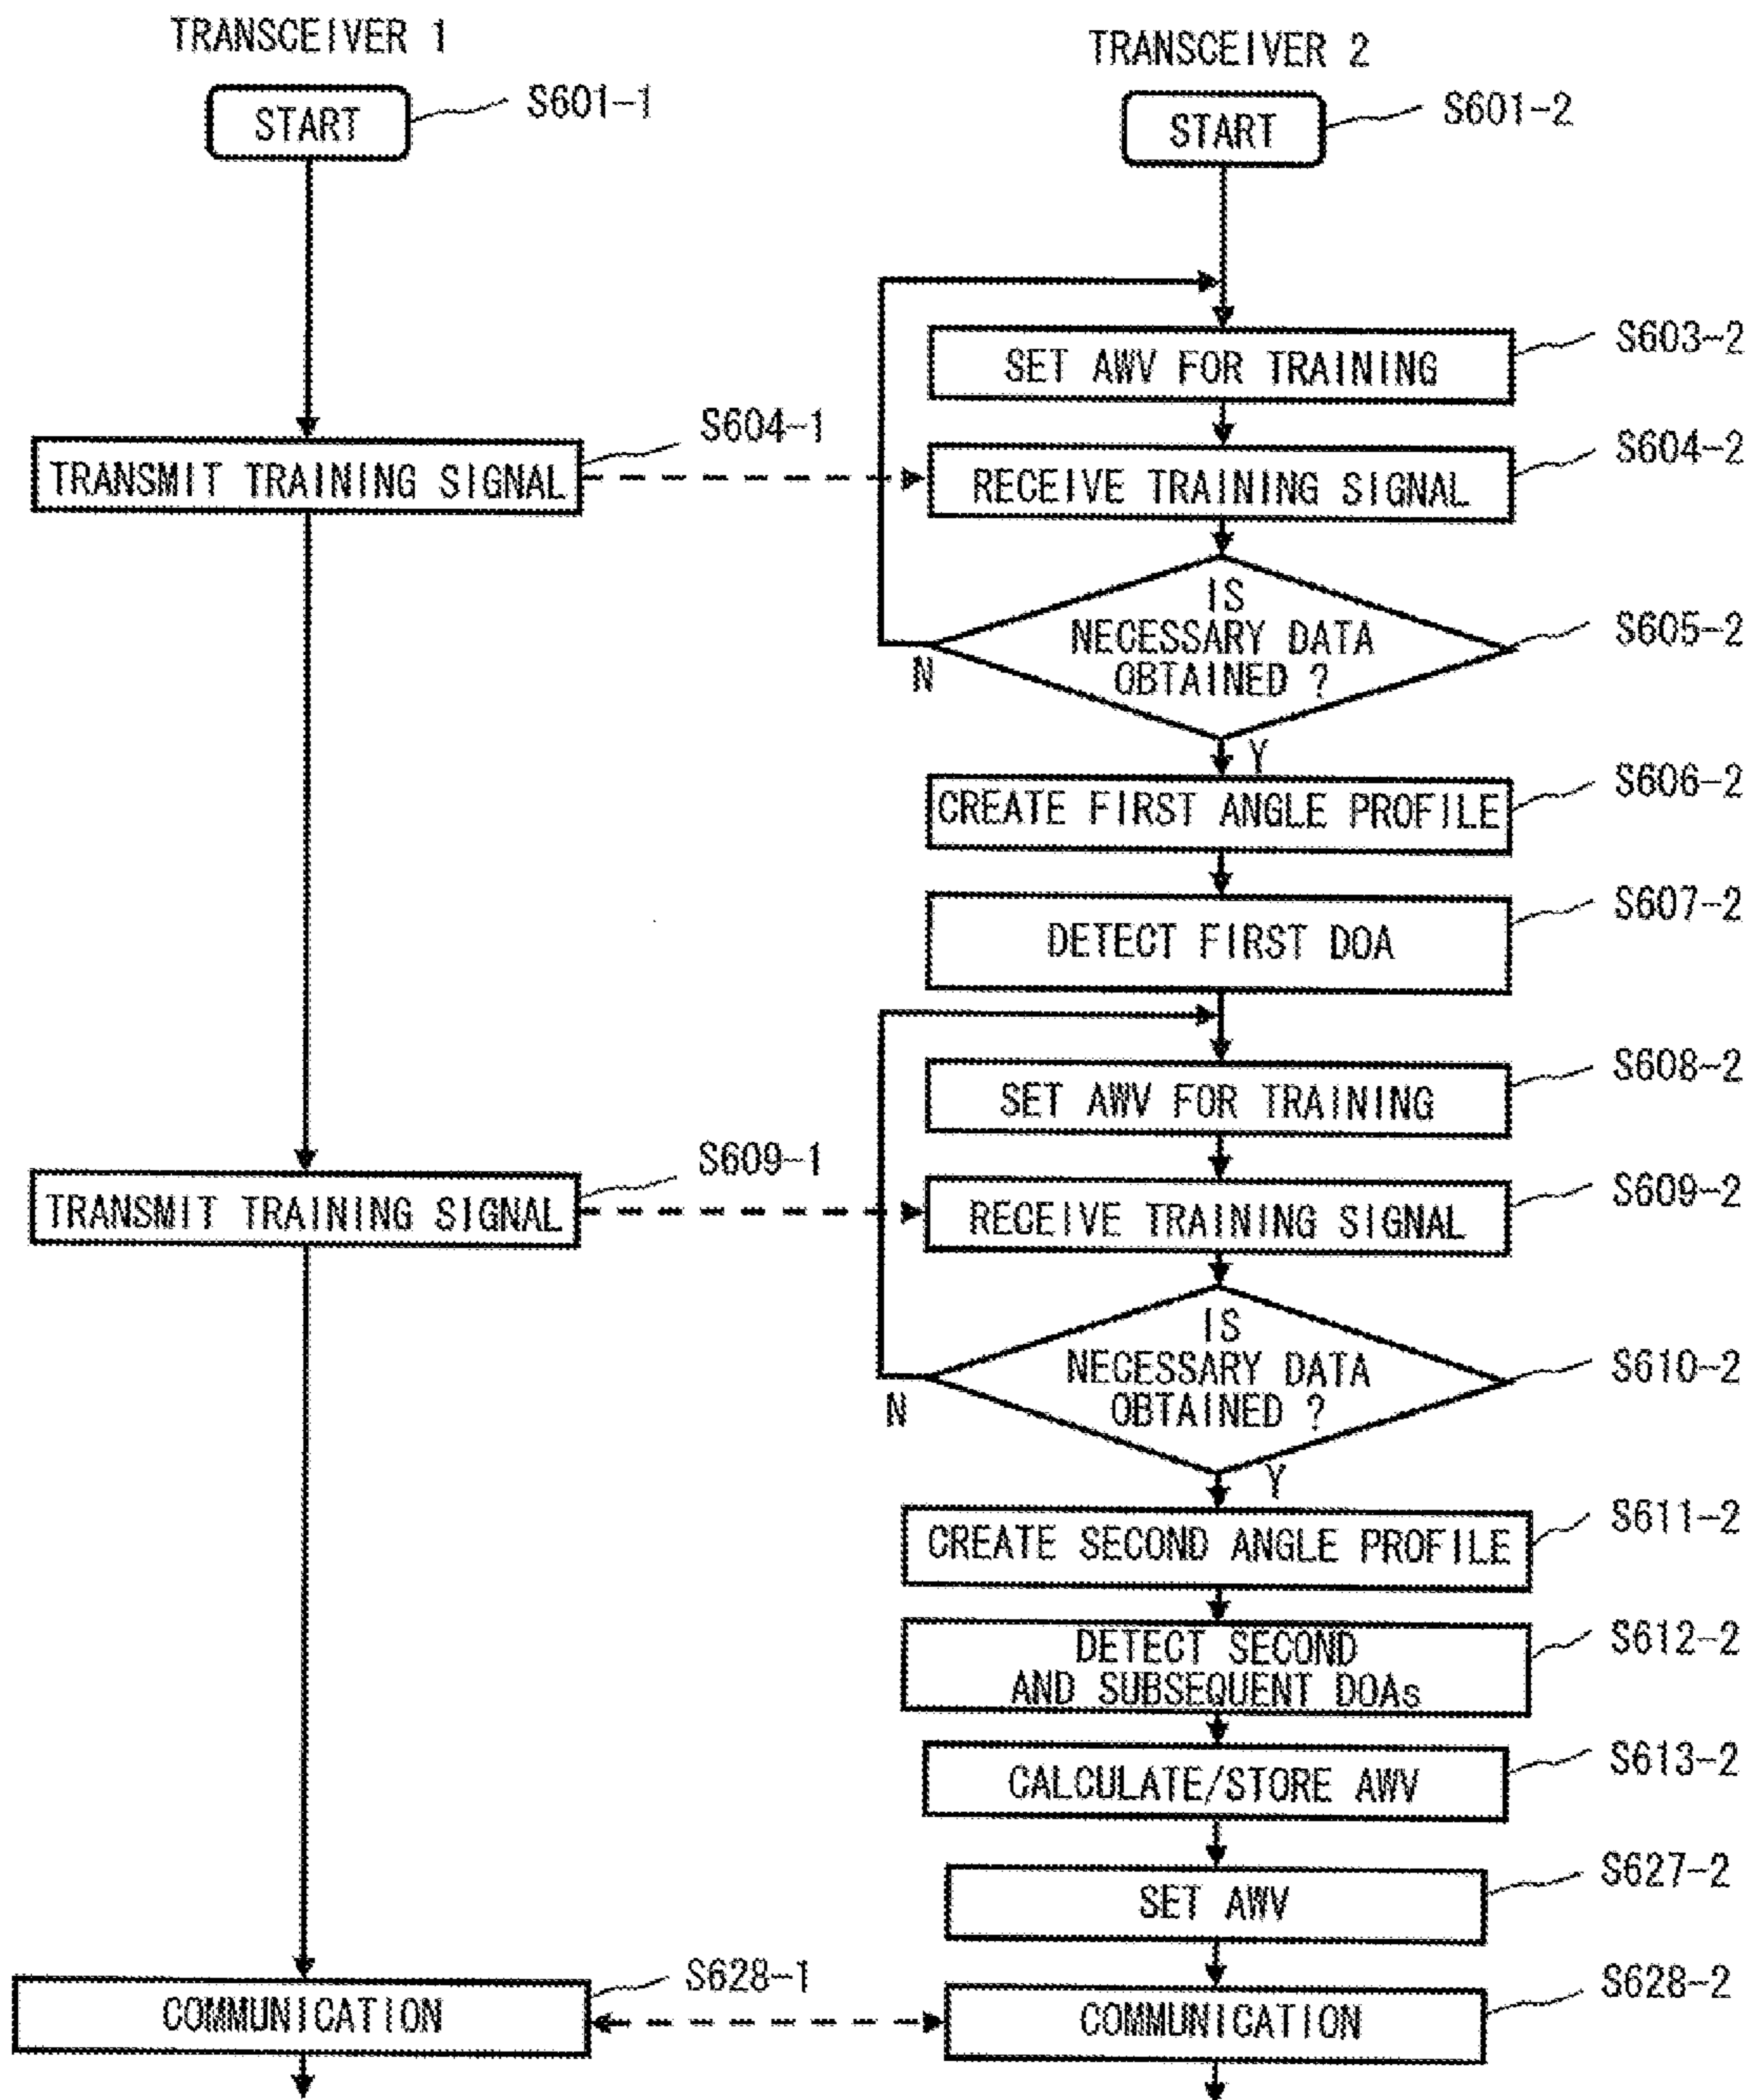 TRANSCEIVER 1
TRANSCEIVER 2
START
S601-1
START
S601-2
SET AWV FOR TRAINING
S603-2
TRANSMIT TRAINING SIGNAL
S604-1
RECEIVE TRAINING SIGNAL
S604-2
IS
NECESSARY DATA
OBTAINED ?
S605-2
N
Y
CREATE FIRST ANGLE PROFILE
S606-2
DETECT FIRST DOA
S607-2
SET AWV FOR TRAINING
S608-2
TRANSMIT TRAINING SIGNAL
S609-1
RECEIVE TRAINING SIGNAL
S609-2
IS
NECESSARY DATA
OBTAINED ?
S610-2
N
Y
CREATE SECOND ANGLE PROFILE
S611-2
DETECT SECOND
AND SUBSEQUENT DOAs
S612-2
CALCULATE/STORE AWV
S613-2
SET AWV
S627-2
COMMUNICATION
S628-1
COMMUNICATION
S628-2